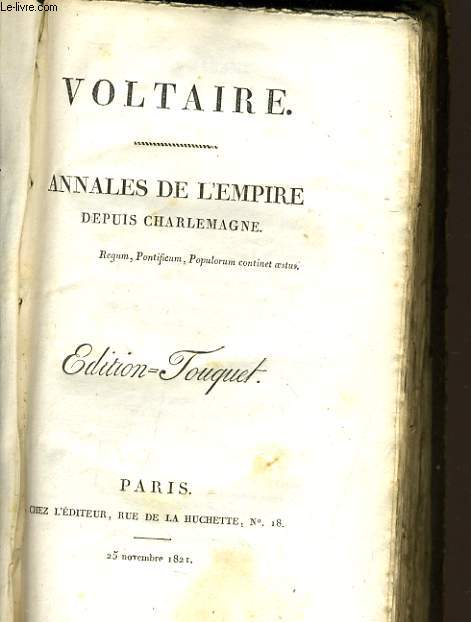 Le-livre.com
VOLTAIRE.
ANNALES DE L'EMPIRE
DEPUIS CHARLEMAGNE.
Regum, Pontificum, Populorum continet æstus.
Edition=Touquet.
PARIS.
CHEZ L'ÉDITEUR, RUE DE LA HUCHETTE, Nº. 18.
25 novembre 1821.